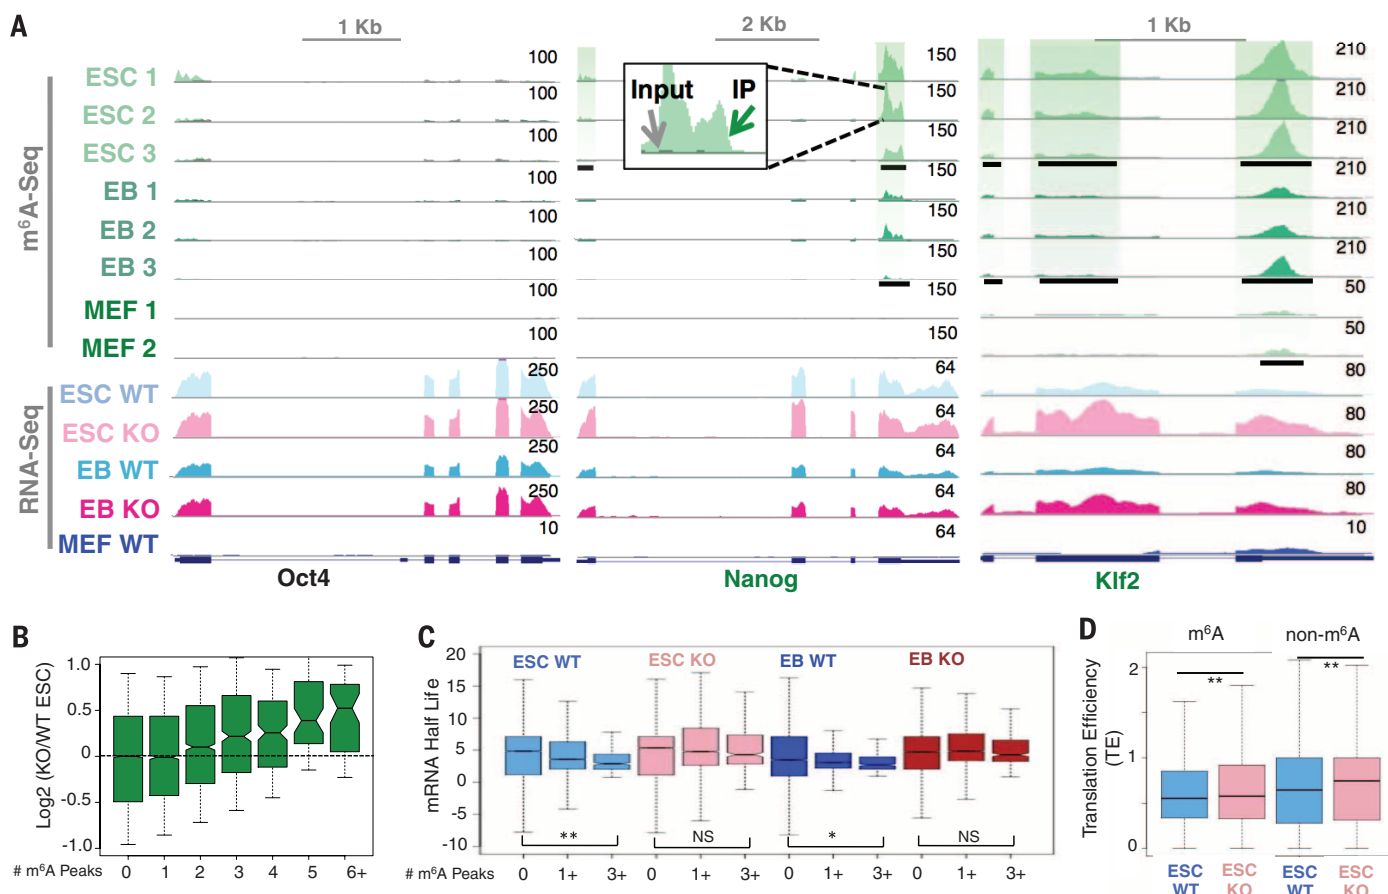 A
1 Kb
2 Kb
1 Kb
m⁶A-Seq
RNA-Seq
ESC 1 100 150 210
ESC 2 100 150 210
ESC 3 100 150 210
EB 1 100 150 210
EB 2 100 150 210
EB 3 100 150 210
MEF 1 100 150 50
MEF 2 100 150 50
ESC WT 250 64 80
ESC KO 250 64 80
EB WT 250 64 80
EB KO 250 64 80
MEF WT 10 64 10
Input IP
Oct4 Nanog Klf2
B
Log2 (KO/WT ESC)
1.0
0.5
0
-0.5
-1.0
# m⁶A Peaks 0 1 2 3 4 5 6+
C
mRNA Half Life
20
15
10
5
0
-10
ESC WT ESC KO EB WT EB KO
** NS * NS
# m⁶A Peaks 0 1+ 3+ 0 1+ 3+ 0 1+ 3+ 0 1+ 3+
D
m⁶A non-m⁶A
** **
Translation Efficiency
(TE)
2
1
0
ESC ESC ESC ESC
WT KO WT KO